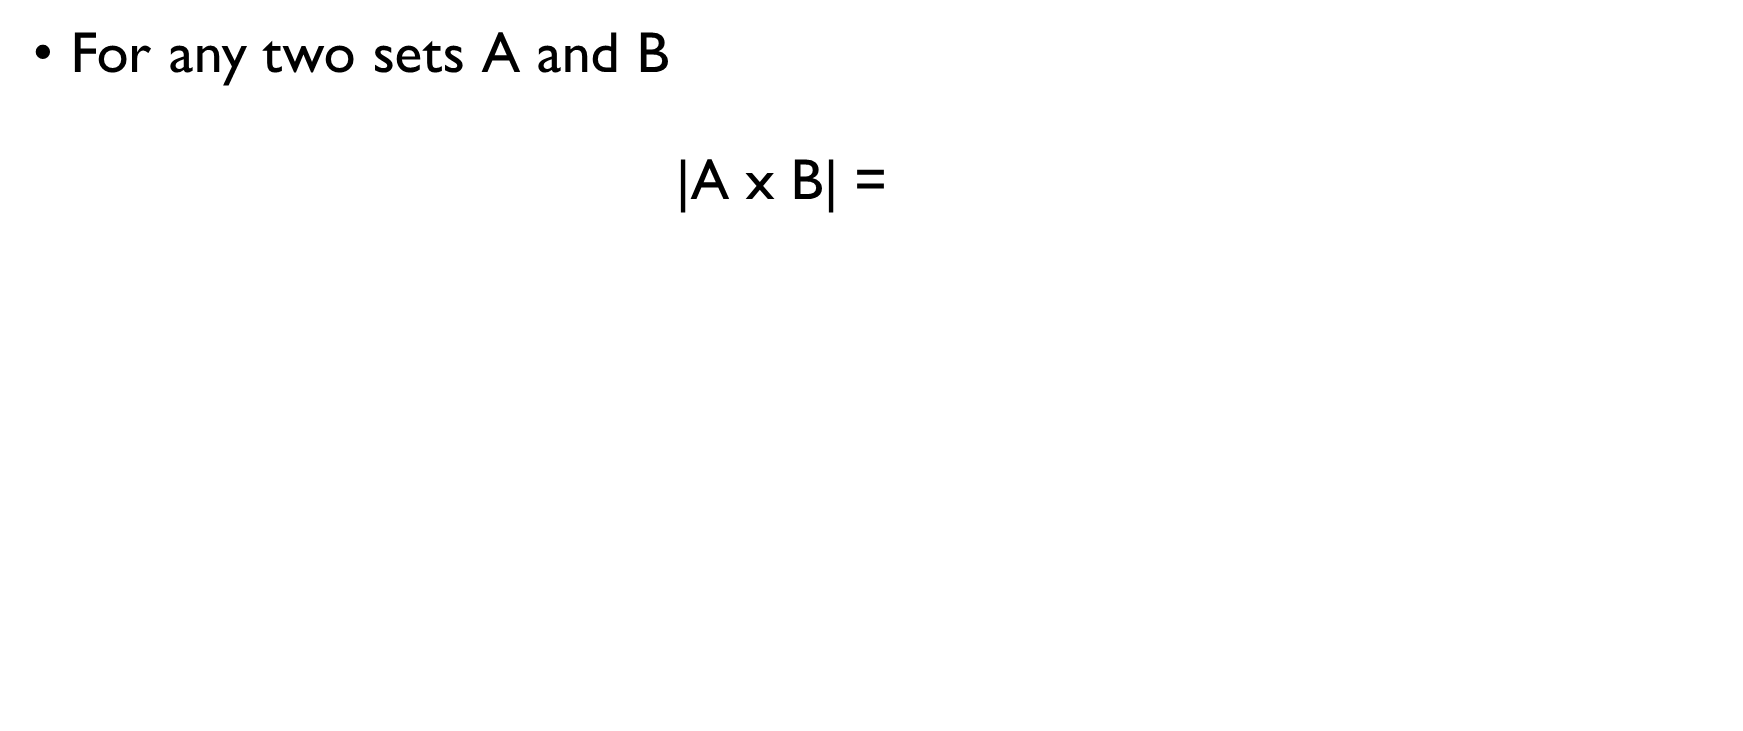 • For any two sets A and B
|A x B| =